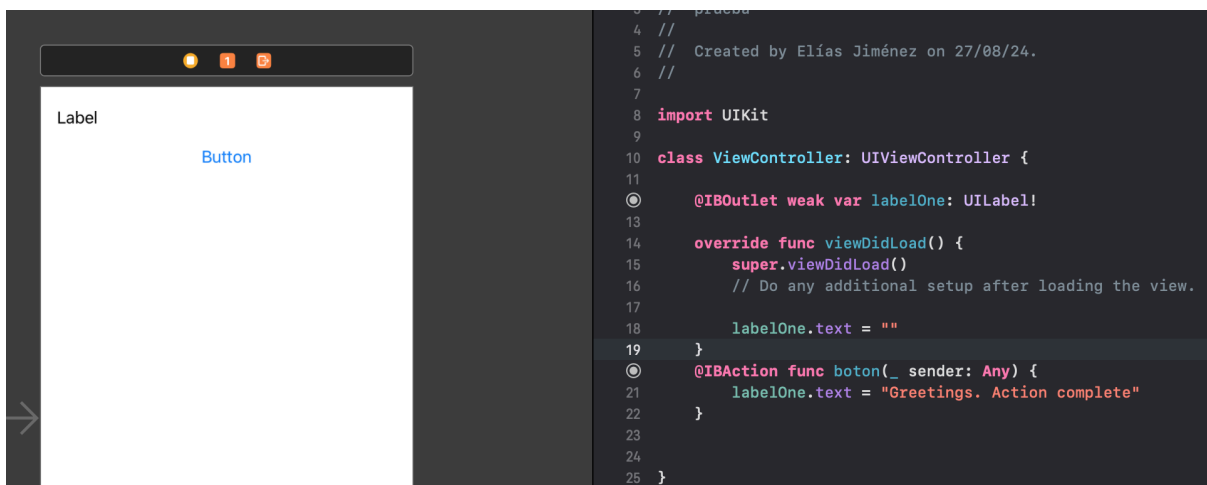 Label
Button
3 // prueba
4 //
5 // Created by Elías Jiménez on 27/08/24.
6 //
7
8 import UIKit
9
10 class ViewController: UIViewController {
11
@IBOutlet weak var labelOne: UILabel!
13
14 override func viewDidLoad() {
15 super.viewDidLoad()
16 // Do any additional setup after loading the view.
17
18 labelOne.text = ""
19 }
@IBAction func boton(_ sender: Any) {
21 labelOne.text = "Greetings. Action complete"
22 }
23
24
25 }